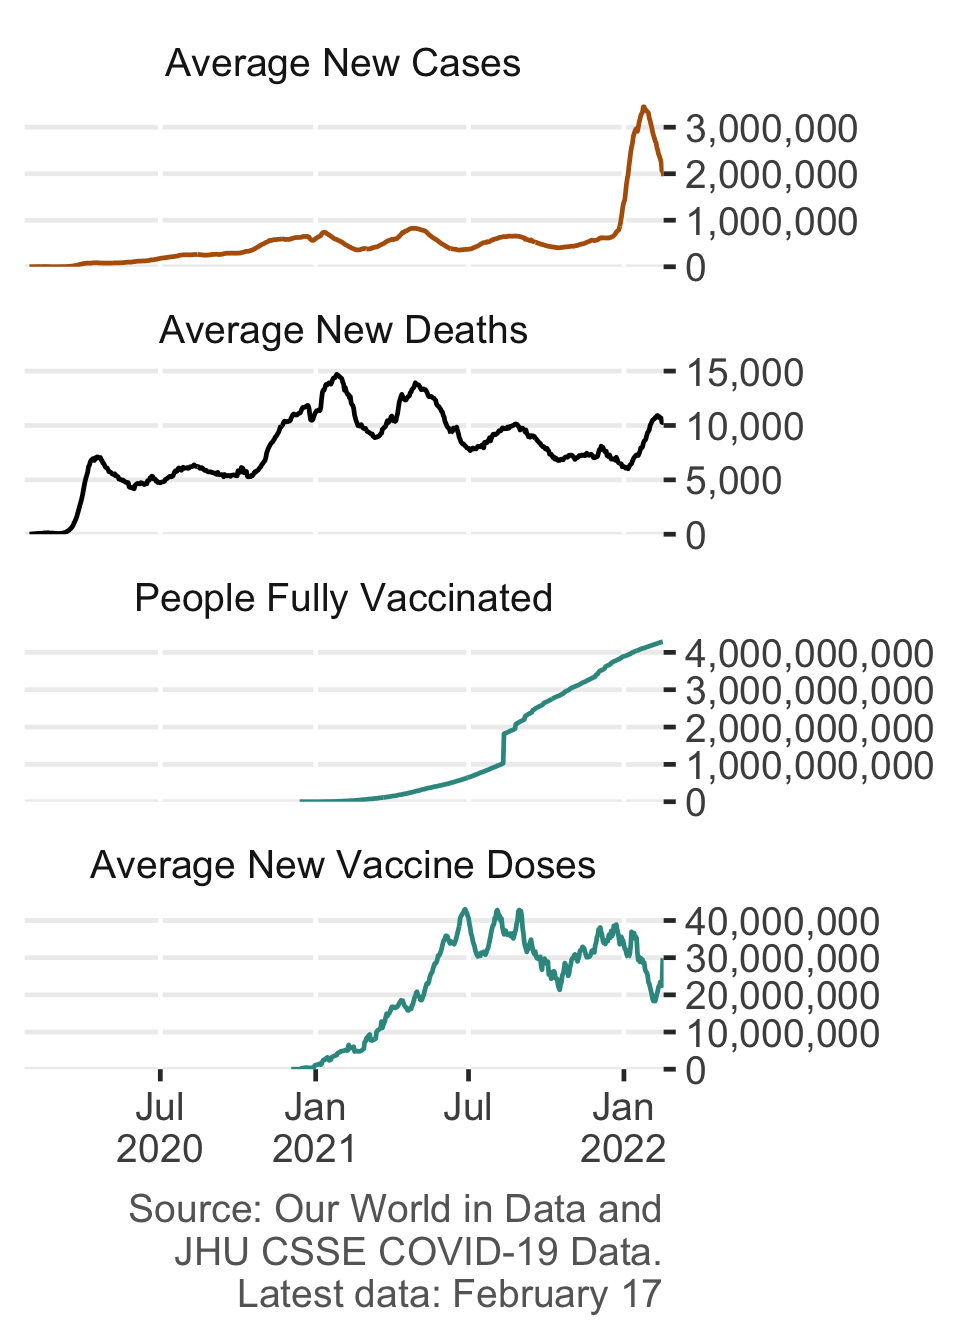 Average New Cases
3,000,000
2,000,000
1,000,000
0
Average New Deaths
15,000
10,000
5,000
0
People Fully Vaccinated
4,000,000,000
3,000,000,000
2,000,000,000
1,000,000,000
0
Average New Vaccine Doses
40,000,000
30,000,000
20,000,000
10,000,000
0
Jul Jan Jul Jan
2020 2021 2022
Source: Our World in Data and
JHU CSSE COVID-19 Data.
Latest data: February 17